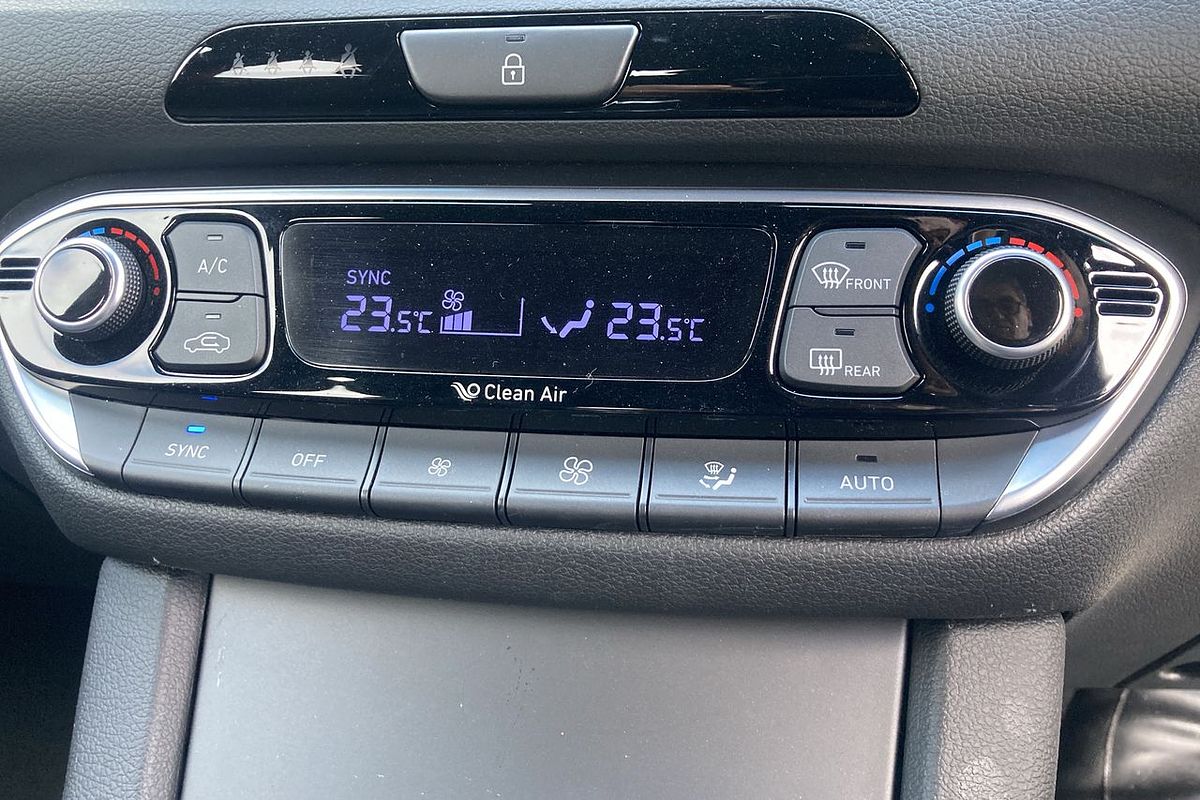 A/C
SYNC
23.5°C
23.5°C
FRONT
REAR
Clean Air
SYNC
OFF
AUTO